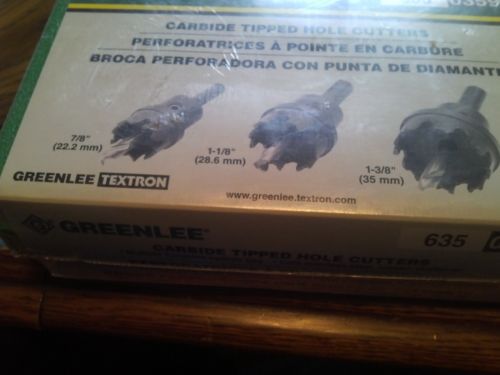 CARBIDE TIPPED HOLE CUTTERS
PERFORATRICES À POINTE EN CARBURE
BROCA PERFORADORA CON PUNTA DE DIAMANTE
7/8"
(22.2 mm)
1-1/8"
(28.6 mm)
1-3/8"
(35 mm)
GREENLEE TEXTRON
www.greenlee.textron.com
GREENLEE®
635
CARBIDE TIPPED HOLE CUTTERS